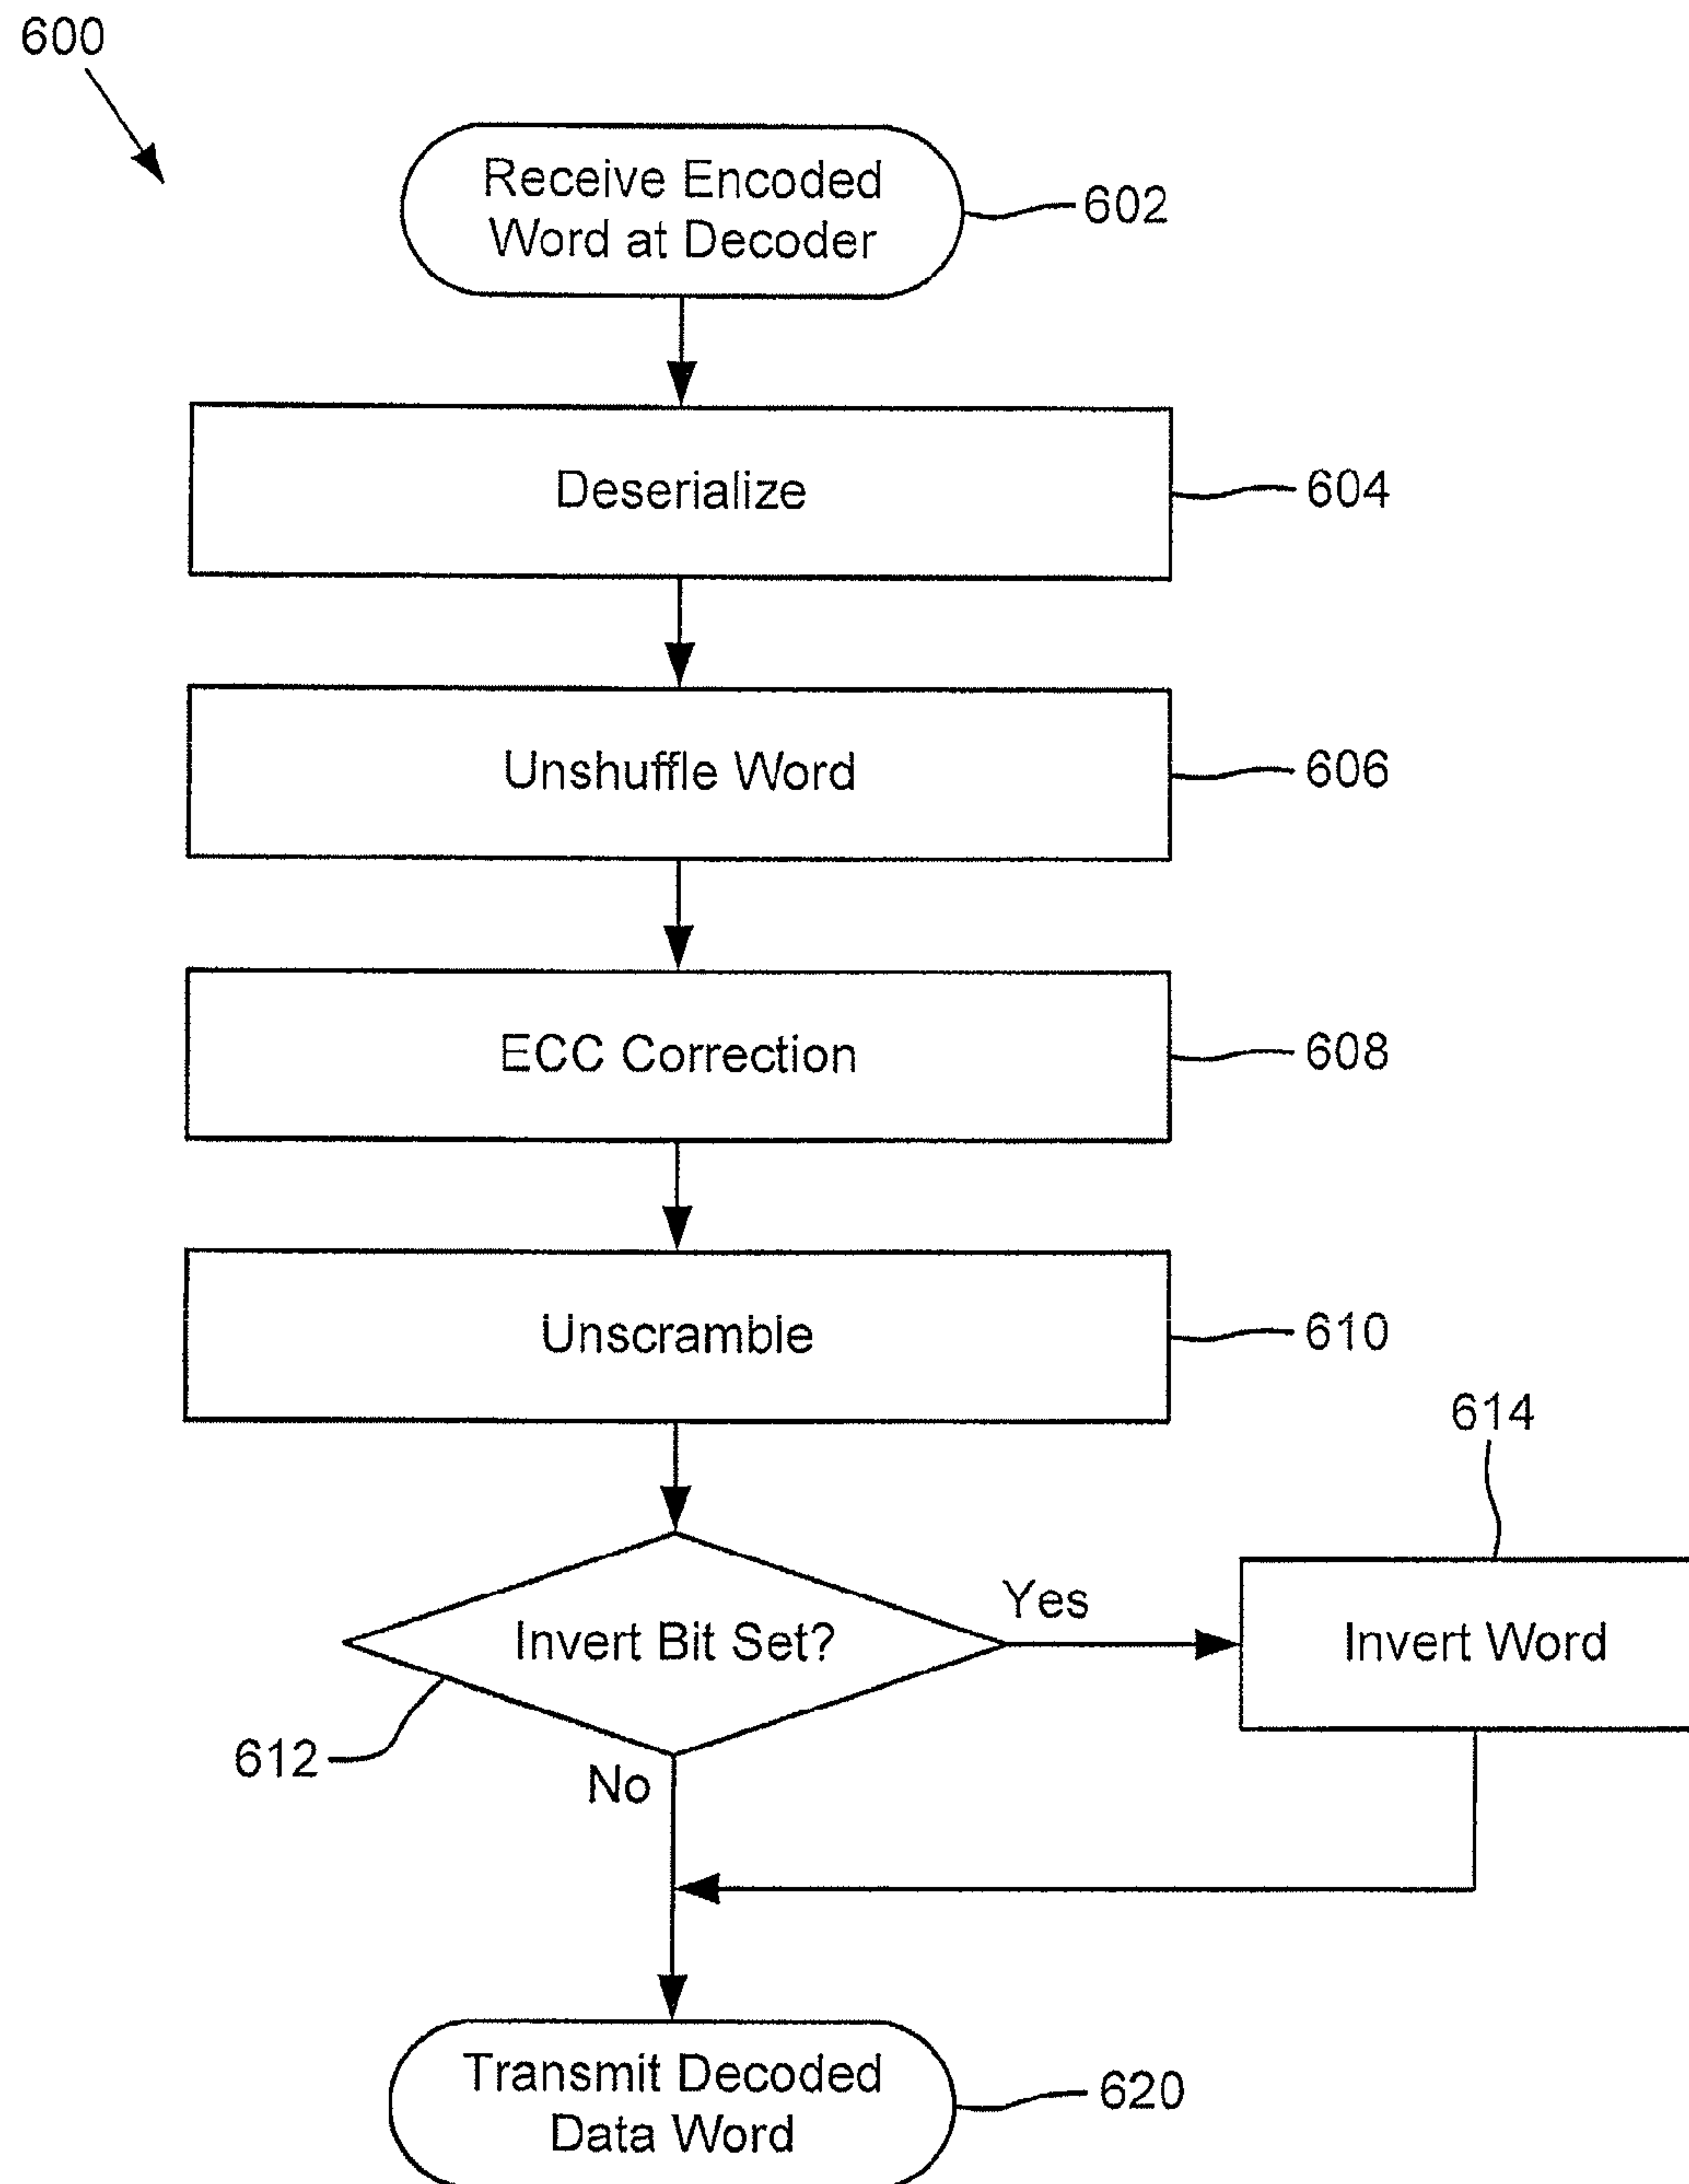 600
Receive Encoded
Word at Decoder
602
Deserialize
604
Unshuffle Word
606
ECC Correction
608
Unscramble
610
614
Invert Bit Set?
Yes
Invert Word
612
No
Transmit Decoded
Data Word
620